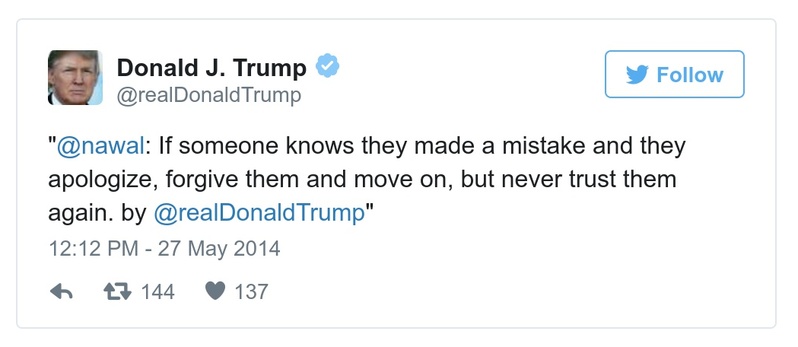 Donald J. Trump
@realDonaldTrump
Follow
"@nawal: If someone knows they made a mistake and they
apologize, forgive them and move on, but never trust them
again. by @realDonaldTrump"
12:12 PM - 27 May 2014
144 137